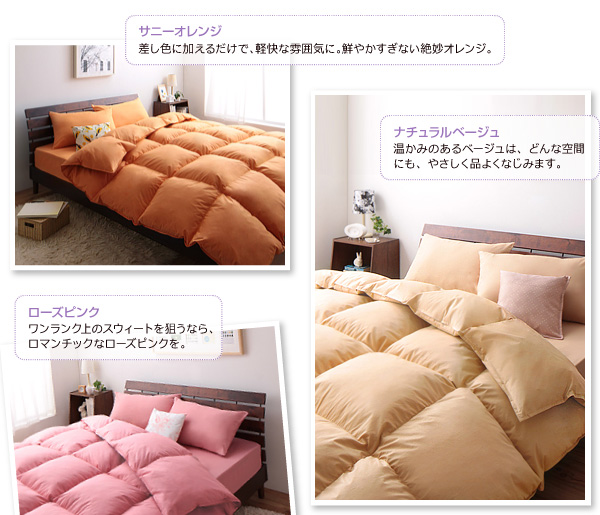 サニーオレンジ
差し色に加えるだけで、軽快な雰囲気に。鮮やかすぎない絶妙オレンジ。
ナチュラルベージュ
温かみのあるベージュは、どんな空間
にも、やさしく品よくなじみます。
ローズピンク
ワンランク上のスウィートを狙うなら、
ロマンチックなローズピンクを。